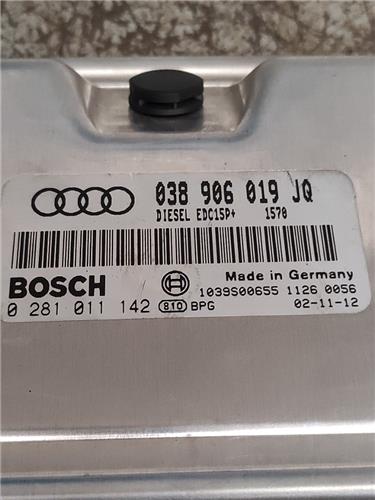 038 906 019 JQ
DIESEL EDC15P+ 1570
BOSCH
Made in Germany
0 281 011 142 810 BPG
1039S00655 1126 0056
02-11-12